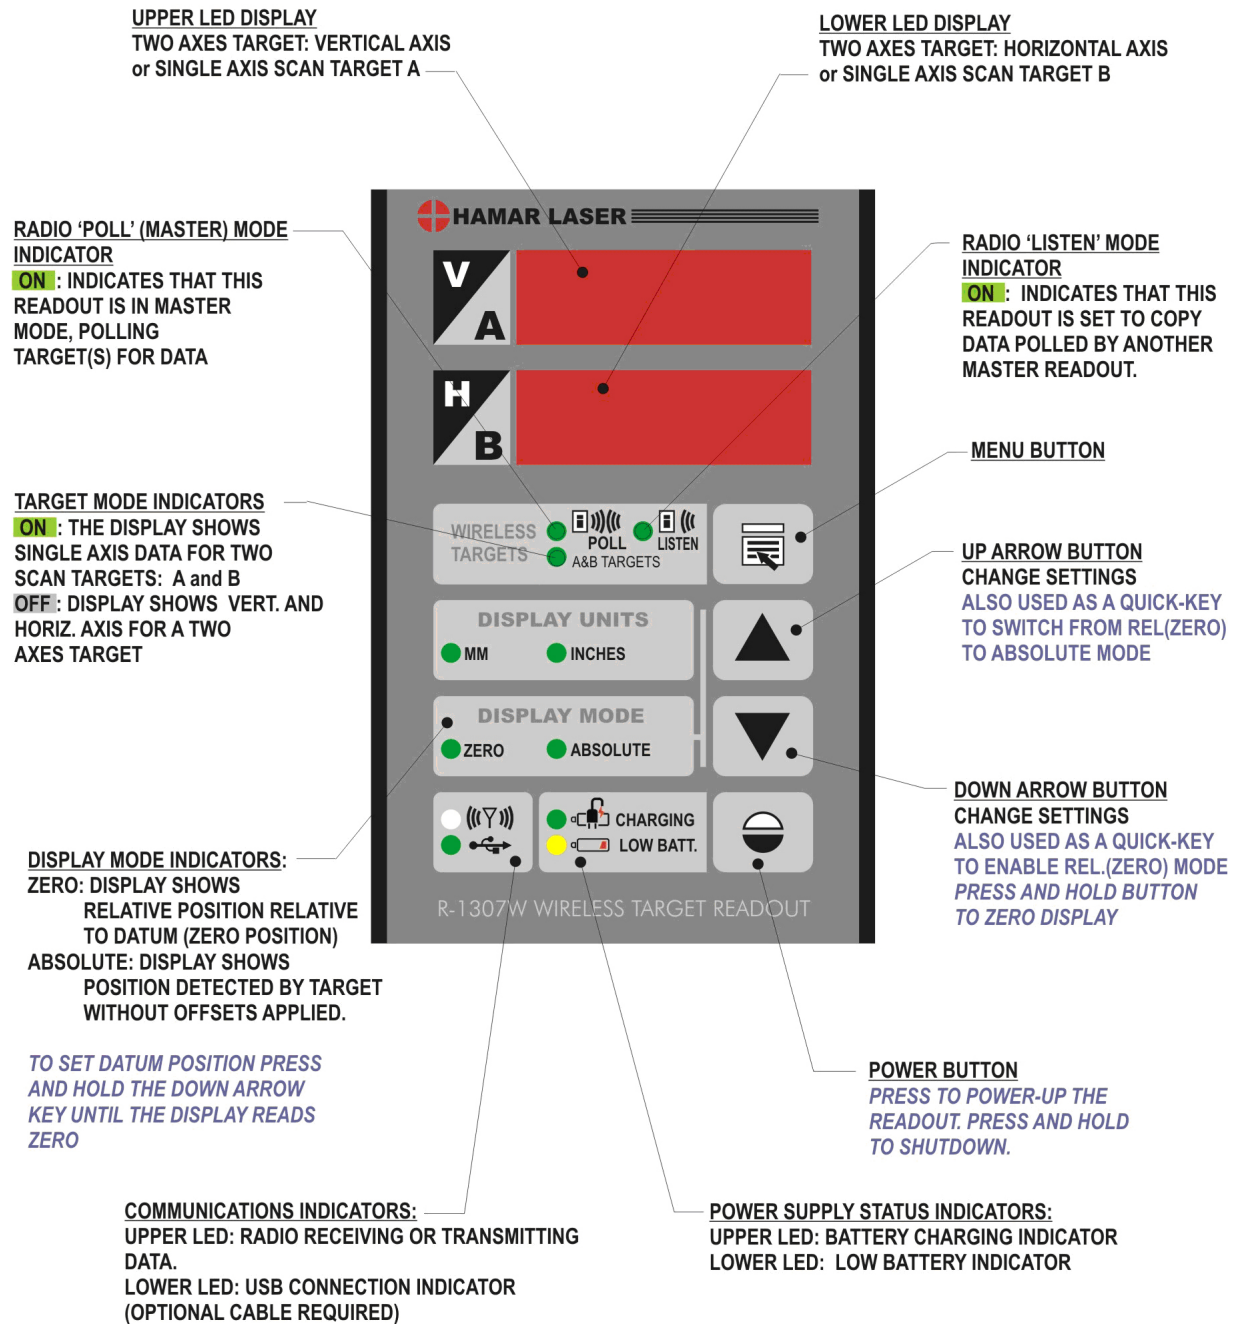 UPPER LED DISPLAY
TWO AXES TARGET: VERTICAL AXIS
or SINGLE AXIS SCAN TARGET A
LOWER LED DISPLAY
TWO AXES TARGET: HORIZONTAL AXIS
or SINGLE AXIS SCAN TARGET B
RADIO ‘POLL’ (MASTER) MODE
INDICATOR
ON : INDICATES THAT THIS
READOUT IS IN MASTER
MODE, POLLING
TARGET(S) FOR DATA
TARGET MODE INDICATORS
ON : THE DISPLAY SHOWS
SINGLE AXIS DATA FOR TWO
SCAN TARGETS: A and B
OFF : DISPLAY SHOWS VERT. AND
HORIZ. AXIS FOR A TWO
AXES TARGET
DISPLAY MODE INDICATORS:
ZERO: DISPLAY SHOWS
RELATIVE POSITION RELATIVE
TO DATUM (ZERO POSITION)
ABSOLUTE: DISPLAY SHOWS
POSITION DETECTED BY TARGET
WITHOUT OFFSETS APPLIED.
TO SET DATUM POSITION PRESS
AND HOLD THE DOWN ARROW
KEY UNTIL THE DISPLAY READS
ZERO
HAMAR LASER
V
A
H
B
WIRELESS
TARGETS
POLL
LISTEN
A&B TARGETS
DISPLAY UNITS
MM
INCHES
DISPLAY MODE
ZERO
ABSOLUTE
CHARGING
LOW BATT.
R-1307W WIRELESS TARGET READOUT
RADIO ‘LISTEN’ MODE
INDICATOR
ON : INDICATES THAT THIS
READOUT IS SET TO COPY
DATA POLLED BY ANOTHER
MASTER READOUT.
MENU BUTTON
UP ARROW BUTTON
CHANGE SETTINGS
ALSO USED AS A QUICK-KEY
TO SWITCH FROM REL(ZERO)
TO ABSOLUTE MODE
DOWN ARROW BUTTON
CHANGE SETTINGS
ALSO USED AS A QUICK-KEY
TO ENABLE REL.(ZERO) MODE
PRESS AND HOLD BUTTON
TO ZERO DISPLAY
POWER BUTTON
PRESS TO POWER-UP THE
READOUT. PRESS AND HOLD
TO SHUTDOWN.
COMMUNICATIONS INDICATORS:
UPPER LED: RADIO RECEIVING OR TRANSMITTING
DATA.
LOWER LED: USB CONNECTION INDICATOR
(OPTIONAL CABLE REQUIRED)
POWER SUPPLY STATUS INDICATORS:
UPPER LED: BATTERY CHARGING INDICATOR
LOWER LED: LOW BATTERY INDICATOR